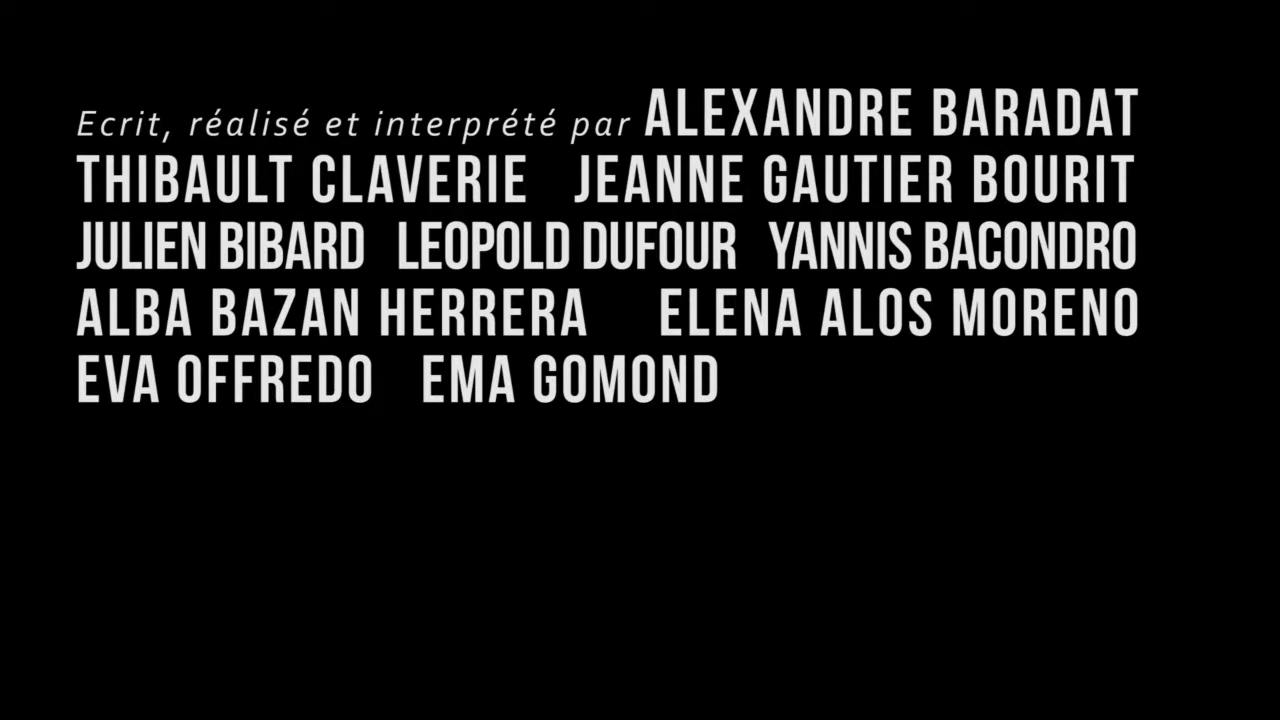 Ecrit, réalisé et interprété par ALEXANDRE BARADAT
THIBAULT CLAVERIE JEANNE GAUTIER BOURIT
JULIEN BIBARD LEOPOLD DUFOUR YANNIS BACONDRO
ALBA BAZAN HERRERA ELENA ALOS MORENO
EVA OFFREDO EMA GOMOND